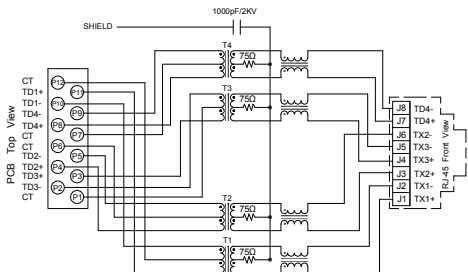 1000pF/2KV
SHIELD
T4
75Ω
CT P12
TD1+ P11
TD1- P10
TD4- P9
TD4+ P8
CT P7
CT P6
TD2- P5
TD2+ P4
TD3+ P3
TD3- P2
CT P1
PCB Top View
T3
75Ω
J8 TD4-
J7 TD4+
J6 TX2-
J5 TX3-
J4 TX3+
J3 TX2+
J2 TX1-
J1 TX1+
RJ-45 Front View
T2
75Ω
T1
75Ω